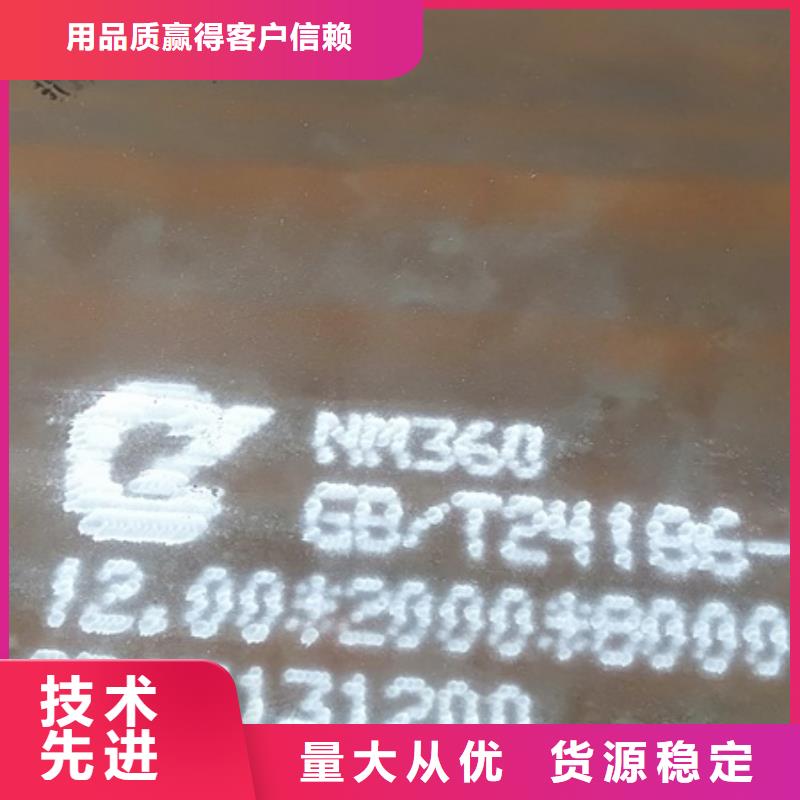 用品质赢得客户信赖
NM360
GB/T24186-
12.00*2000*8000
131200
技术
先进
量大从优 货源稳定